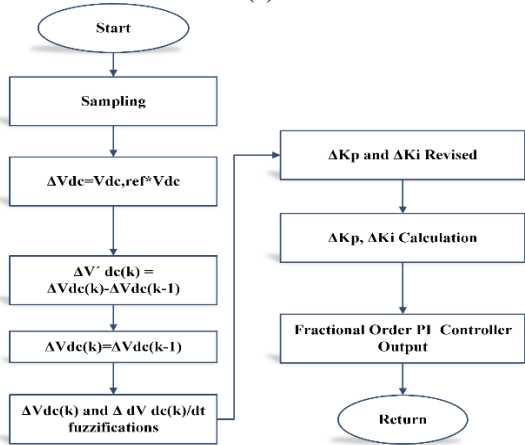 Start
Sampling
ΔVdc=Vdc,ref*Vdc
ΔV´ dc(k) =
ΔVdc(k)-ΔVdc(k-1)
ΔVdc(k)=ΔVdc(k-1)
ΔVdc(k) and Δ dV dc(k)/dt
fuzzifications
ΔKp and ΔKi Revised
ΔKp, ΔKi Calculation
Fractional Order PI Controller
Output
Return